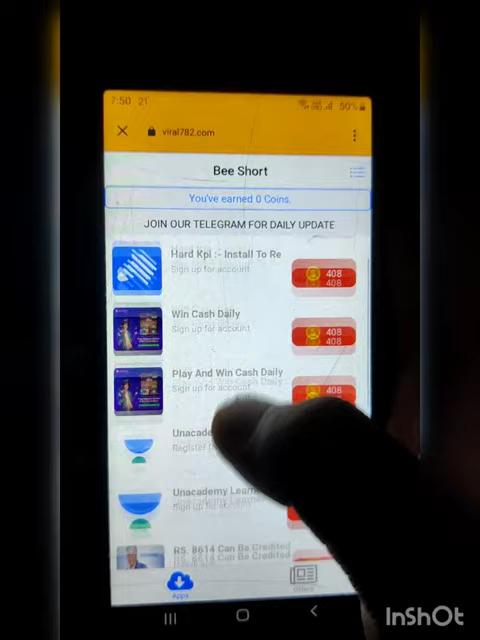 7:50 21 50%
viral782.com
Bee Short
You've earned 0 Coins.
JOIN OUR TELEGRAM FOR DAILY UPDATE
Hard Kpi :- Install To Re
Sign up for account
408
408
Win Cash Daily
Sign up for account
408
408
Play And Win Cash Daily
Sign up for account
408
Unacade
Register
Unacademy Learne
Sign up for account
RS. 8614 Can Be Credited
Apps
Offers
InShOt